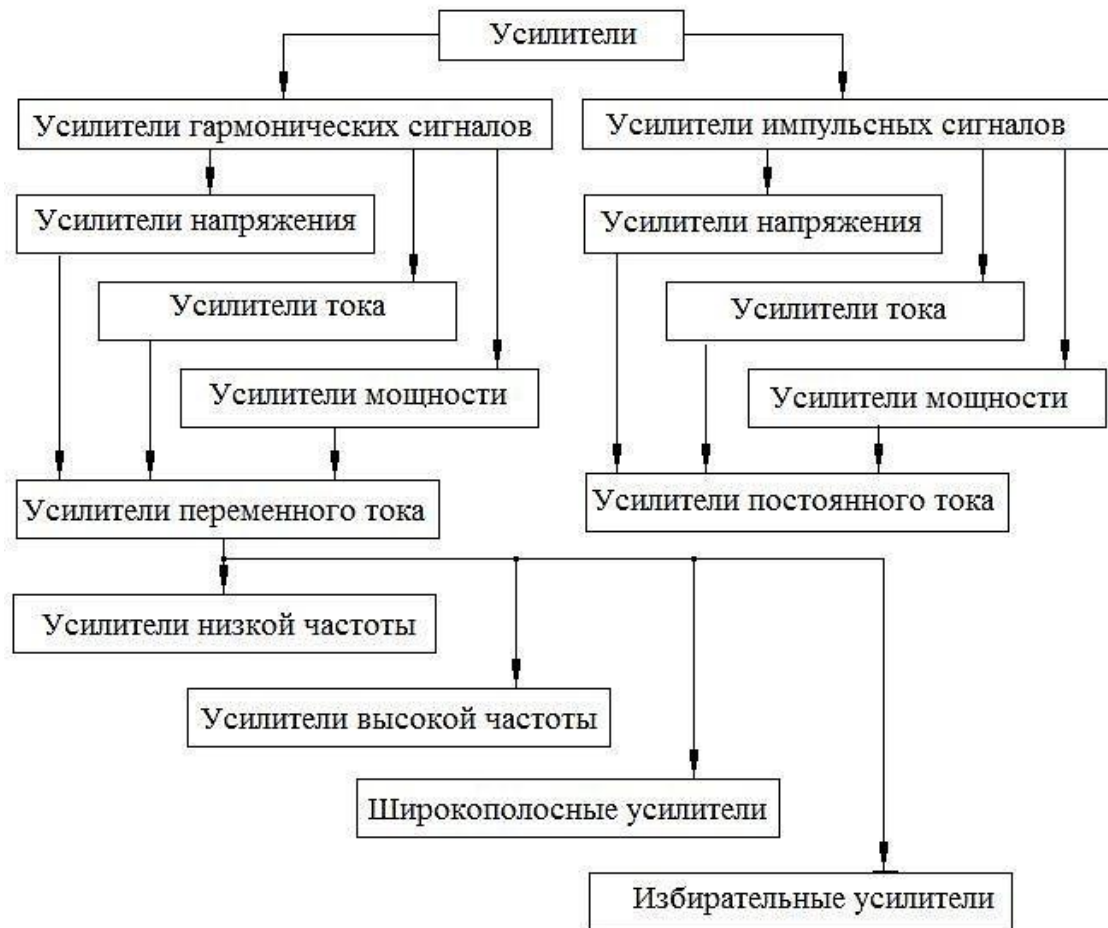 Усилители
Усилители гармонических сигналов
Усилители импульсных сигналов
Усилители напряжения
Усилители напряжения
Усилители тока
Усилители тока
Усилители мощности
Усилители мощности
Усилители переменного тока
Усилители постоянного тока
Усилители низкой частоты
Усилители высокой частоты
Широкополосные усилители
Избирательные усилители